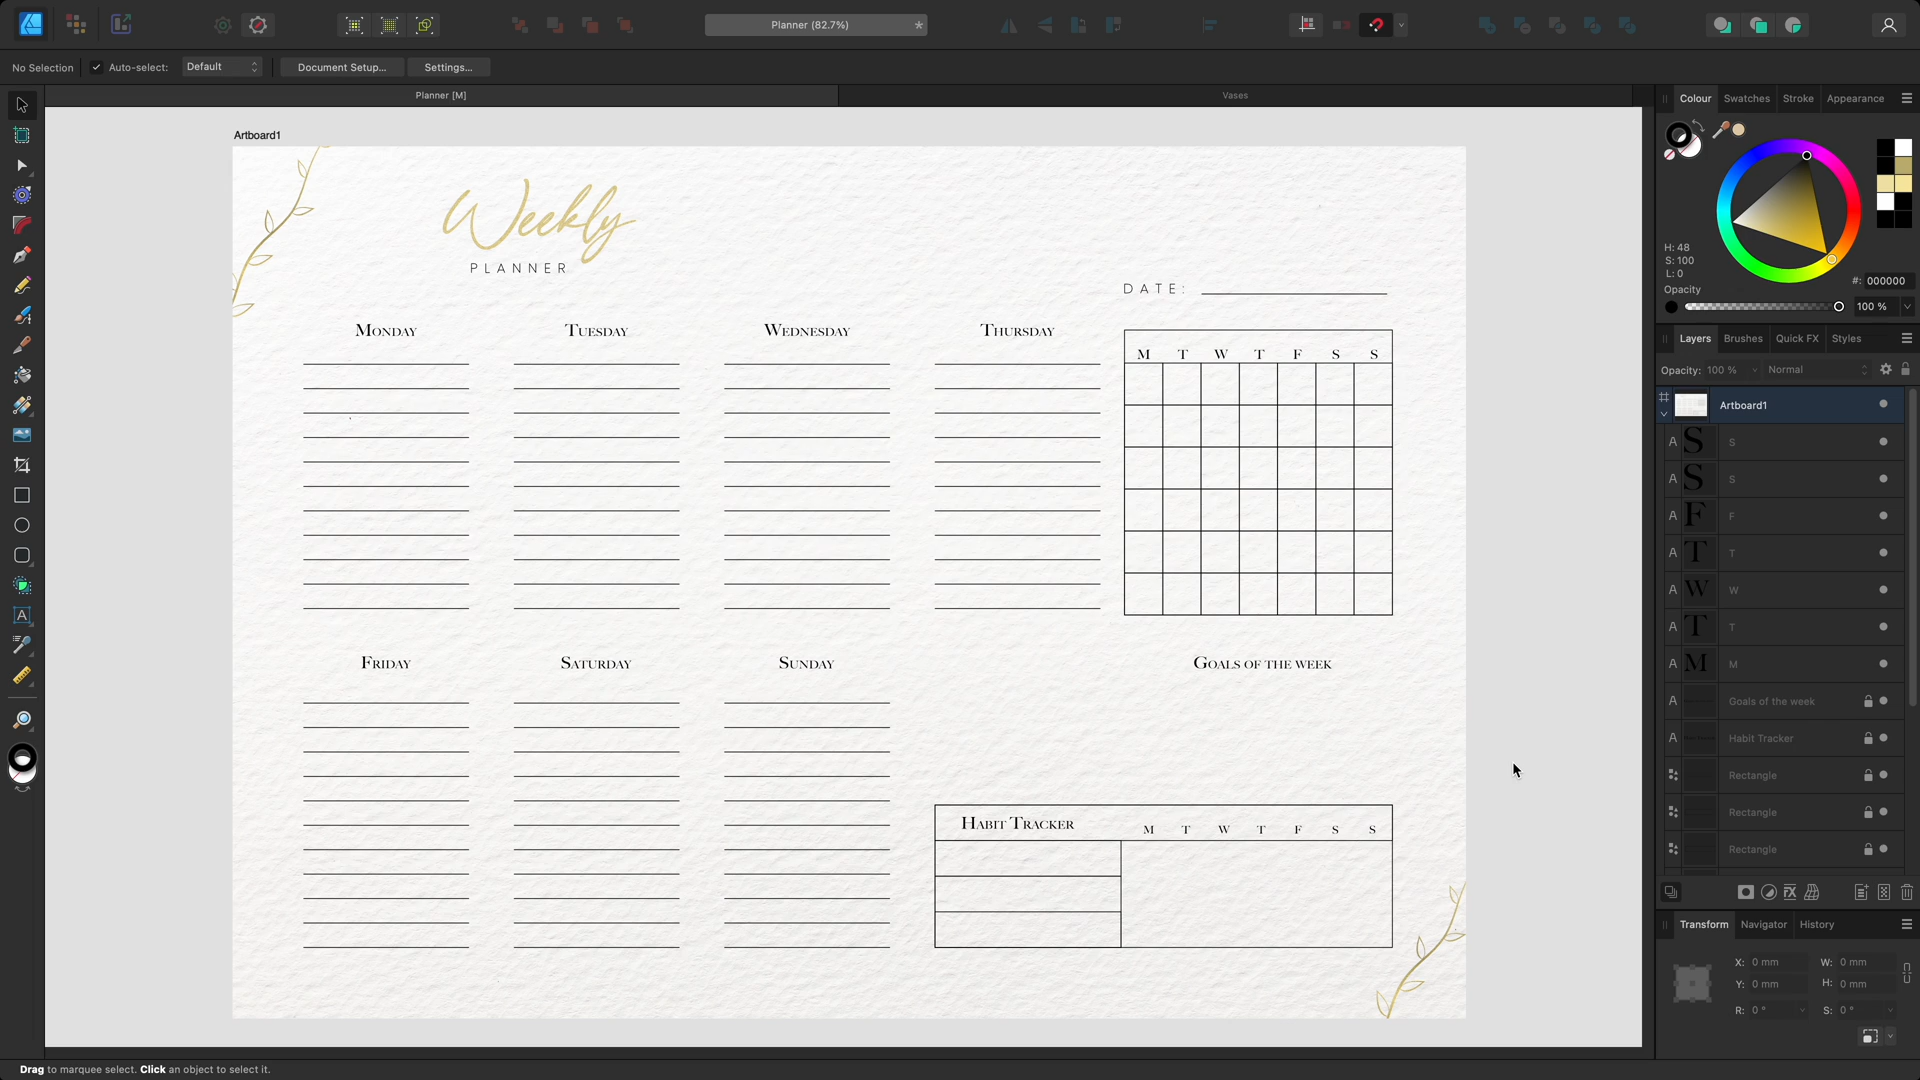 Planner (82.7%)
*
No Selection
Auto-select:
Default
Document Setup...
Settings...
Planner [M]
Vases
Artboard1
Weekly
PLANNER
DATE:
Monday
Tuesday
Wednesday
Thursday
M T W T F S S
Friday
Saturday
Sunday
Goals of the week
Habit Tracker
M T W T F S S
Colour
Swatches
Stroke
Appearance
H: 48
S: 100
L: 0
#: 000000
Opacity
100 %
Layers
Brushes
Quick FX
Styles
Opacity: 100 %
Normal
Artboard1
A S S
A S S
A F F
A T T
A W W
A T T
A M M
A Goals of the week
A Habit Tracker
Rectangle
Rectangle
Rectangle
Transform
Navigator
History
X: 0 mm
W: 0 mm
Y: 0 mm
H: 0 mm
R: 0 °
S: 0 °
Drag to marquee select. Click an object to select it.